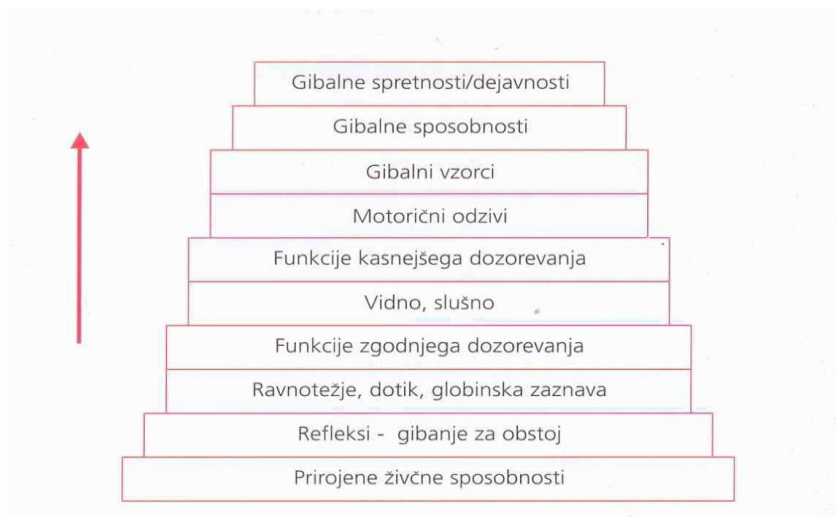 Gibalne spretnosti/dejavnosti
Gibalne sposobnosti
Gibalni vzorci
Motorični odzivi
Funkcije kasnejšega dozorevanja
Vidno, slušno
Funkcije zgodnjega dozorevanja
Ravnotežje, dotik, globinska zaznava
Refleksi - gibanje za obstoj
Prirojene živčne sposobnosti